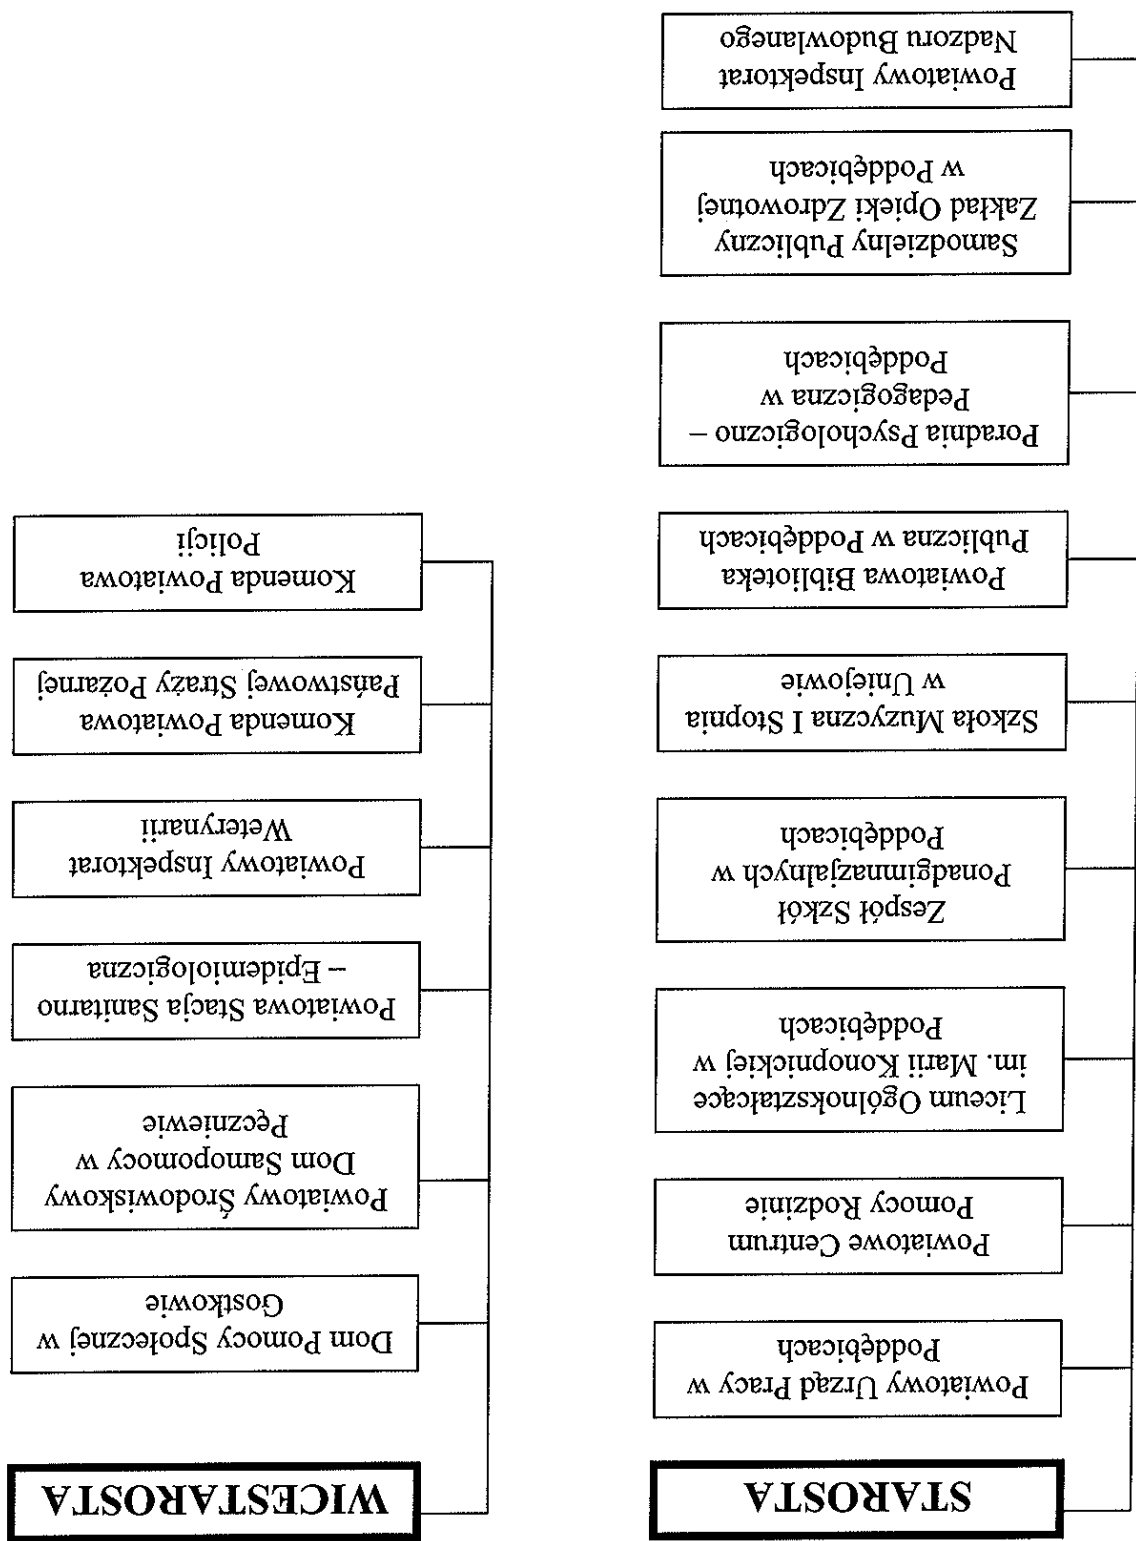 STAROSTA
Powiatowy Urząd Pracy w
Poddębicach
Powiatowe Centrum
Pomocy Rodzinie
Liceum Ogólnokształcące
im. Marii Konopnickiej w
Poddębicach
Zespół Szkół
Ponadgimnazjalnych w
Poddębicach
Szkoła Muzyczna I Stopnia
w Uniejowie
Powiatowa Biblioteka
Publiczna w Poddębicach
Poradnia Psychologiczno –
Pedagogiczna w
Poddębicach
Samodzielny Publiczny
Zakład Opieki Zdrowotnej
w Poddębicach
Powiatowy Inspektorat
Nadzoru Budowlanego
WICESTAROSTA
Dom Pomocy Społecznej w
Gostkowie
Powiatowy Środowiskowy
Dom Samopomocy w
Pęczniewie
Powiatowa Stacja Sanitarno
– Epidemiologiczna
Powiatowy Inspektorat
Weterynarii
Komenda Powiatowa
Państwowej Straży Pożarnej
Komenda Powiatowa
Policji